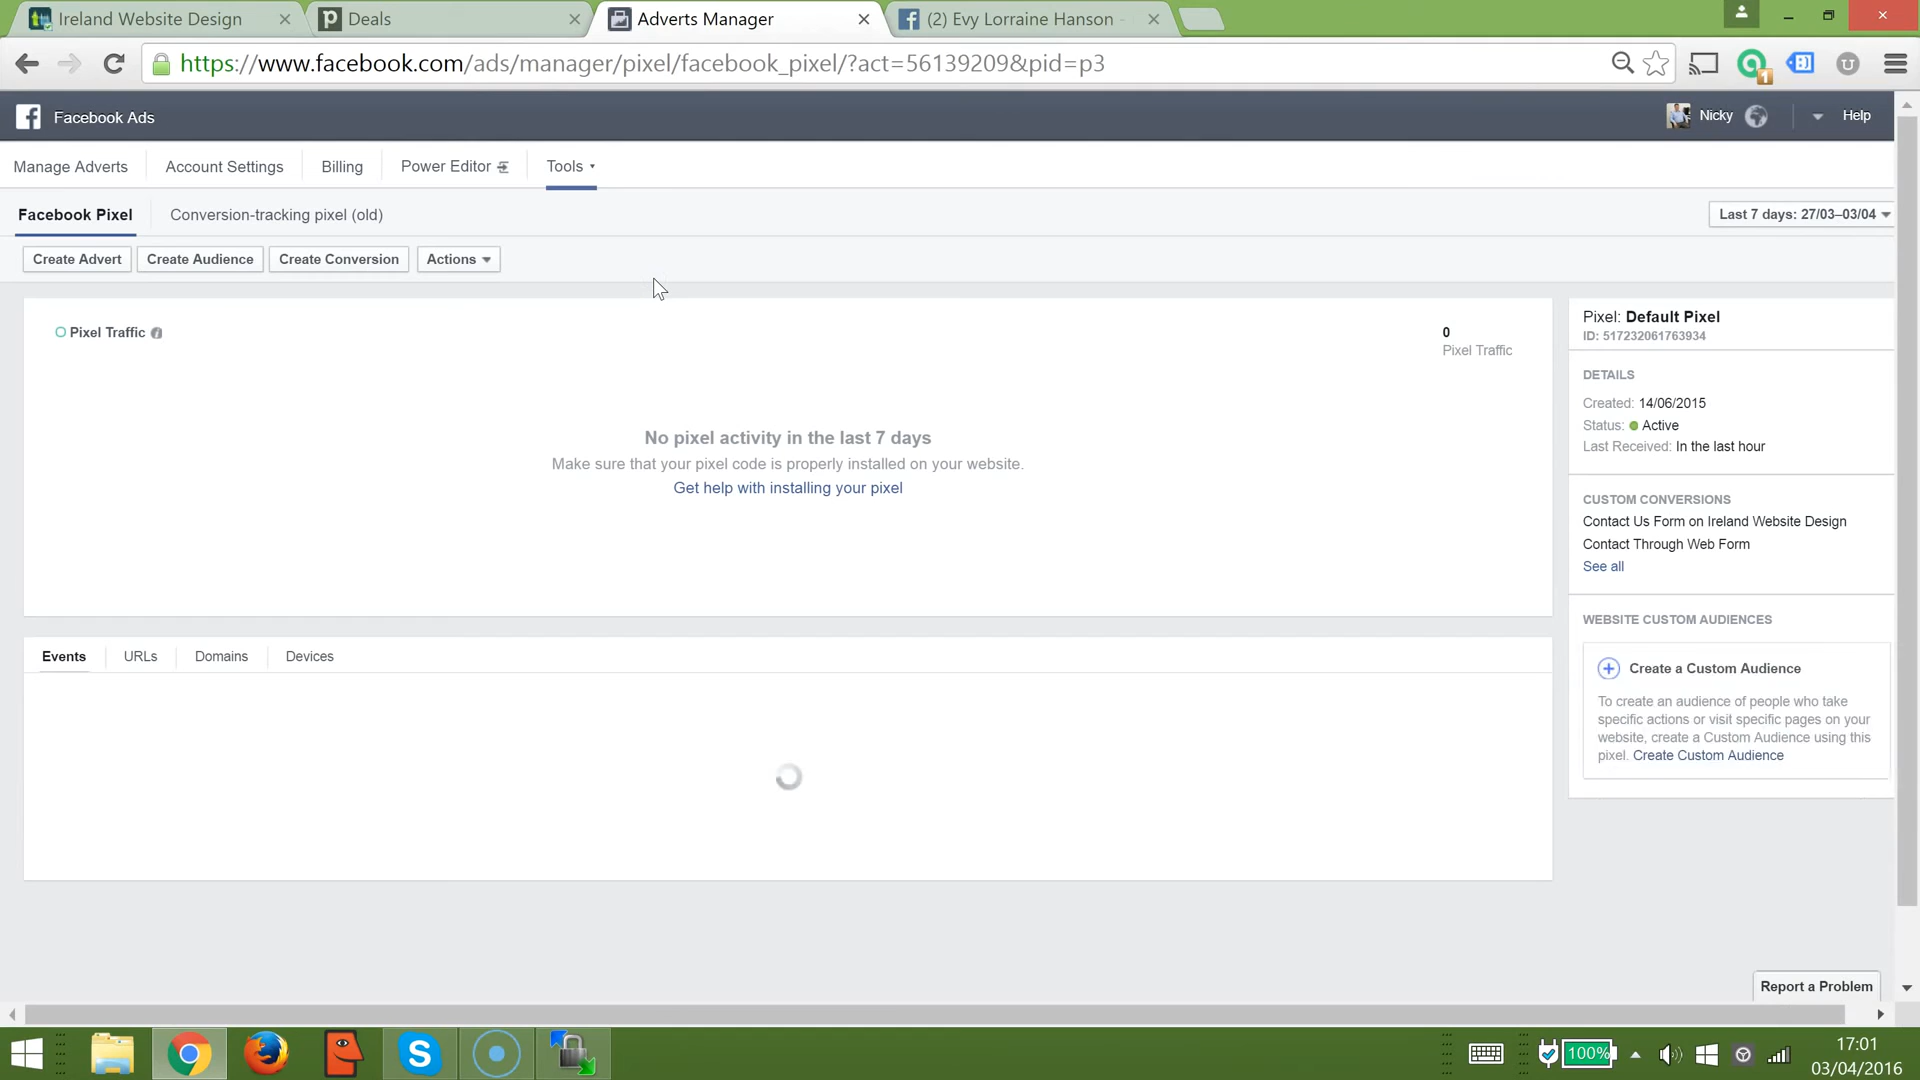 Ireland Website Design
Deals
Adverts Manager
(2) Evy Lorraine Hanson -
https://www.facebook.com/ads/manager/pixel/facebook_pixel/?act=56139209&pid=p3
1
Facebook Ads
Nicky
Help
Manage Adverts
Account Settings
Billing
Power Editor
Tools
Facebook Pixel
Conversion-tracking pixel (old)
Last 7 days: 27/03–03/04
Create Advert
Create Audience
Create Conversion
Actions
Pixel Traffic
0
Pixel Traffic
No pixel activity in the last 7 days
Make sure that your pixel code is properly installed on your website.
Get help with installing your pixel
Pixel: Default Pixel
ID: 517232061763934
DETAILS
Created: 14/06/2015
Status: Active
Last Received: In the last hour
CUSTOM CONVERSIONS
Contact Us Form on Ireland Website Design
Contact Through Web Form
See all
WEBSITE CUSTOM AUDIENCES
Create a Custom Audience
To create an audience of people who take
specific actions or visit specific pages on your
website, create a Custom Audience using this
pixel. Create Custom Audience
Events
URLs
Domains
Devices
Report a Problem
100%
17:01
03/04/2016